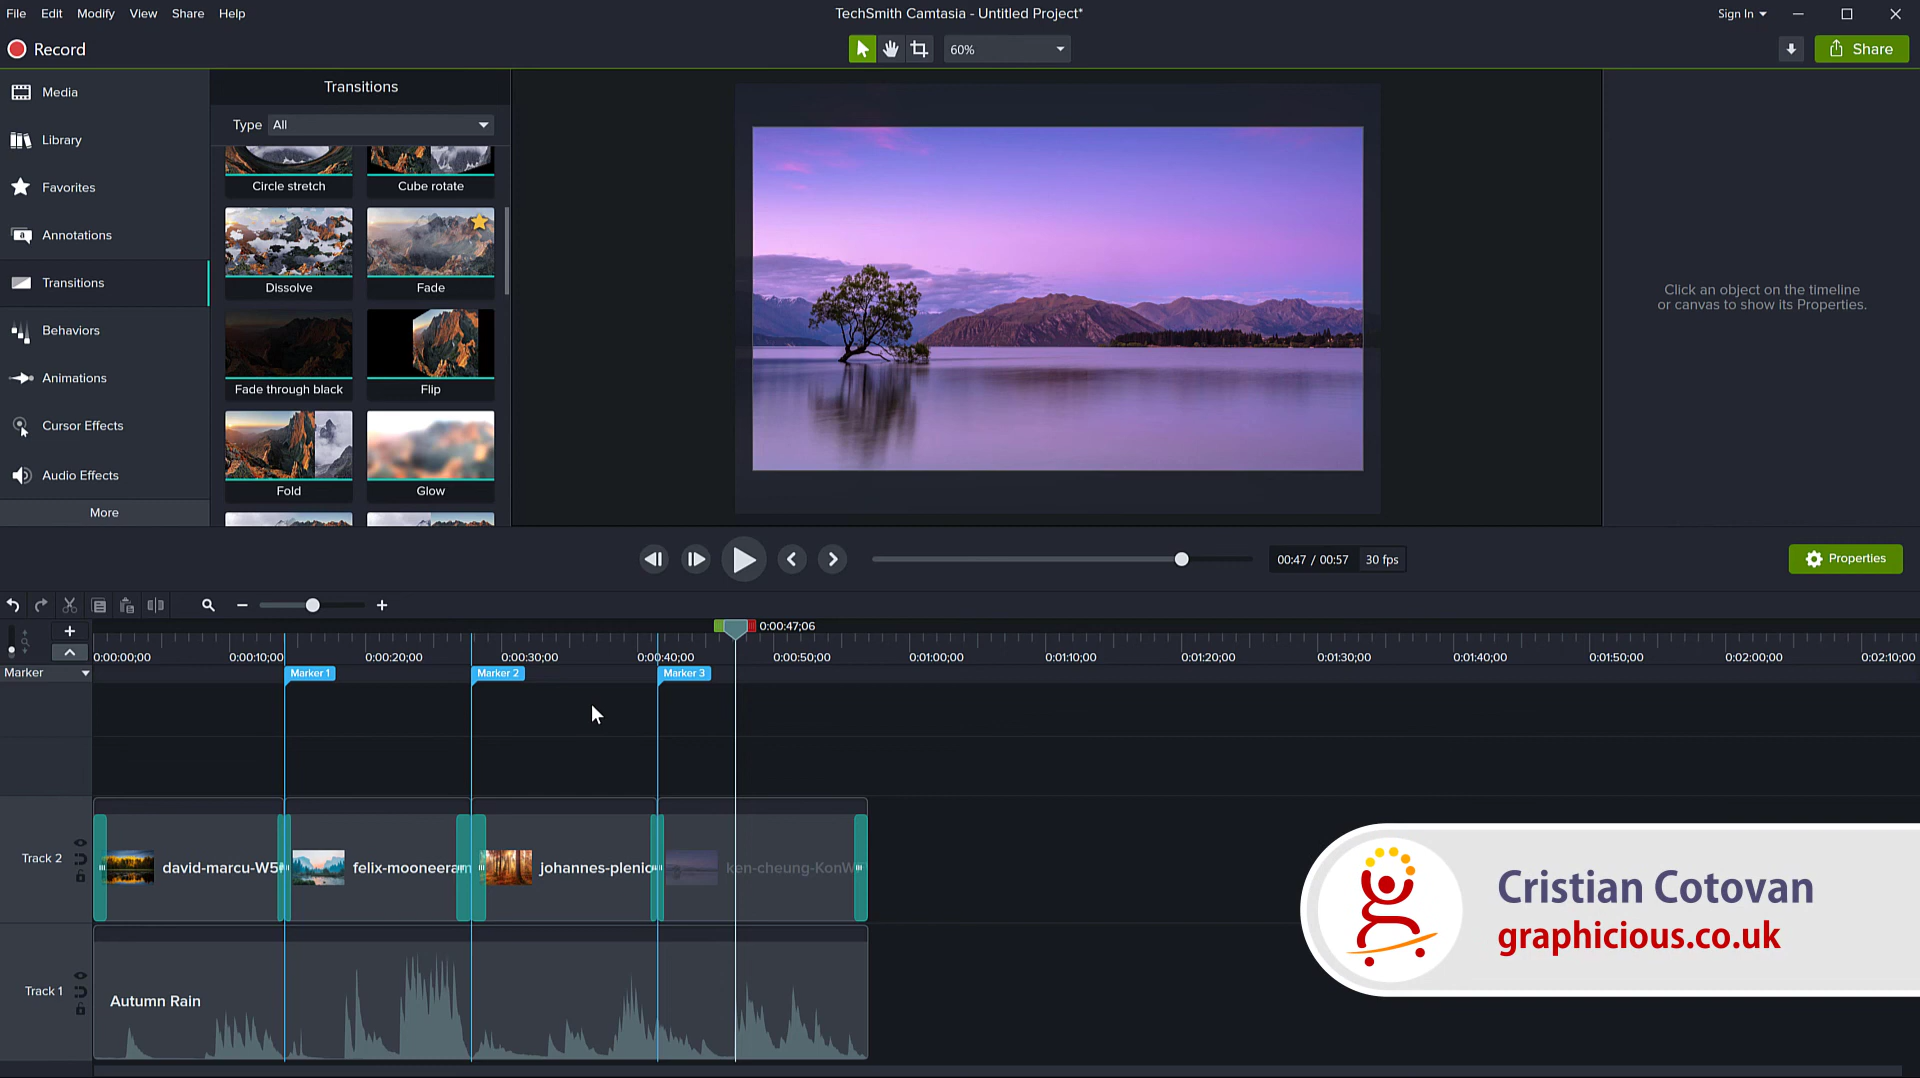 File Edit Modify View Share Help
TechSmith Camtasia - Untitled Project*
Sign In
Record
60%
Share
Media
Library
Favorites
Annotations
Transitions
Behaviors
Animations
Cursor Effects
Audio Effects
More
Transitions
Type All
Circle stretch Cube rotate
Dissolve Fade
Fade through black Flip
Fold Glow
Click an object on the timeline
or canvas to show its Properties.
00:47 / 00:57 30 fps
Properties
0:00:47;06
0:00:00;00 0:00:10;00 0:00:20;00 0:00:30;00 0:00:40;00 0:00:50;00 0:01:00;00 0:01:10;00 0:01:20;00 0:01:30;00 0:01:40;00 0:01:50;00 0:02:00;00 0:02:10;00
Marker Marker 1 Marker 2 Marker 3
Track 2 david-marcu-W5 felix-mooneeram johannes-plenio ken-cheung-KonW
Track 1 Autumn Rain
Cristian Cotovan
graphicious.co.uk